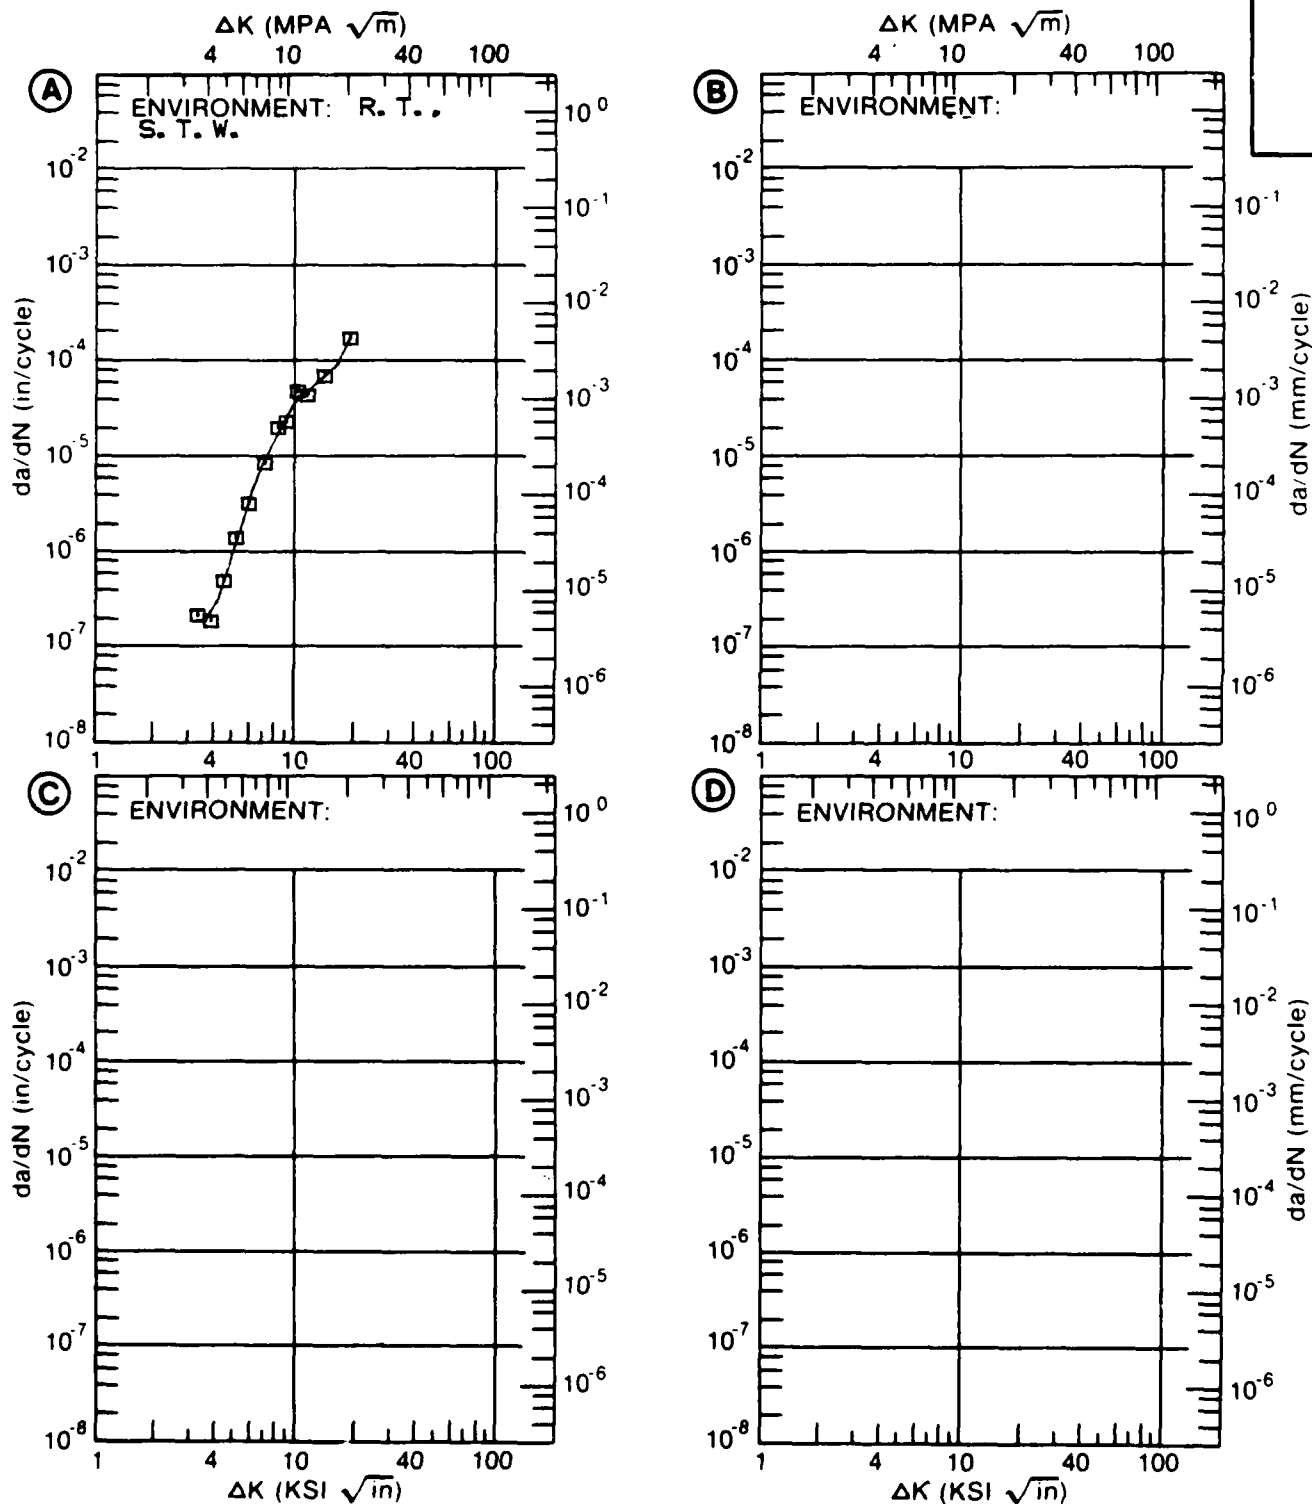 ΔK (MPA √m)
4 10 40 100
A
ENVIRONMENT: R. T.,
S. T. W.
10⁻²
10⁻³
10⁻⁴
10⁻⁵
10⁻⁶
10⁻⁷
10⁻⁸
da/dN (in/cycle)
10⁰
10⁻¹
10⁻²
10⁻³
10⁻⁴
10⁻⁵
10⁻⁶
1 4 10 40 100
ΔK (MPA √m)
4 10 40 100
B
ENVIRONMENT:
10⁻²
10⁻³
10⁻⁴
10⁻⁵
10⁻⁶
10⁻⁷
10⁻⁸
10⁻¹
10⁻²
10⁻³
10⁻⁴
10⁻⁵
10⁻⁶
da/dN (mm/cycle)
1 4 10 40 100
C
ENVIRONMENT:
10⁻²
10⁻³
10⁻⁴
10⁻⁵
10⁻⁶
10⁻⁷
10⁻⁸
da/dN (in/cycle)
10⁰
10⁻¹
10⁻²
10⁻³
10⁻⁴
10⁻⁵
10⁻⁶
1 4 10 40 100
ΔK (KSI √in)
D
ENVIRONMENT:
10⁻²
10⁻³
10⁻⁴
10⁻⁵
10⁻⁶
10⁻⁷
10⁻⁸
10⁰
10⁻¹
10⁻²
10⁻³
10⁻⁴
10⁻⁵
10⁻⁶
da/dN (mm/cycle)
1 4 10 40 100
ΔK (KSI √in)